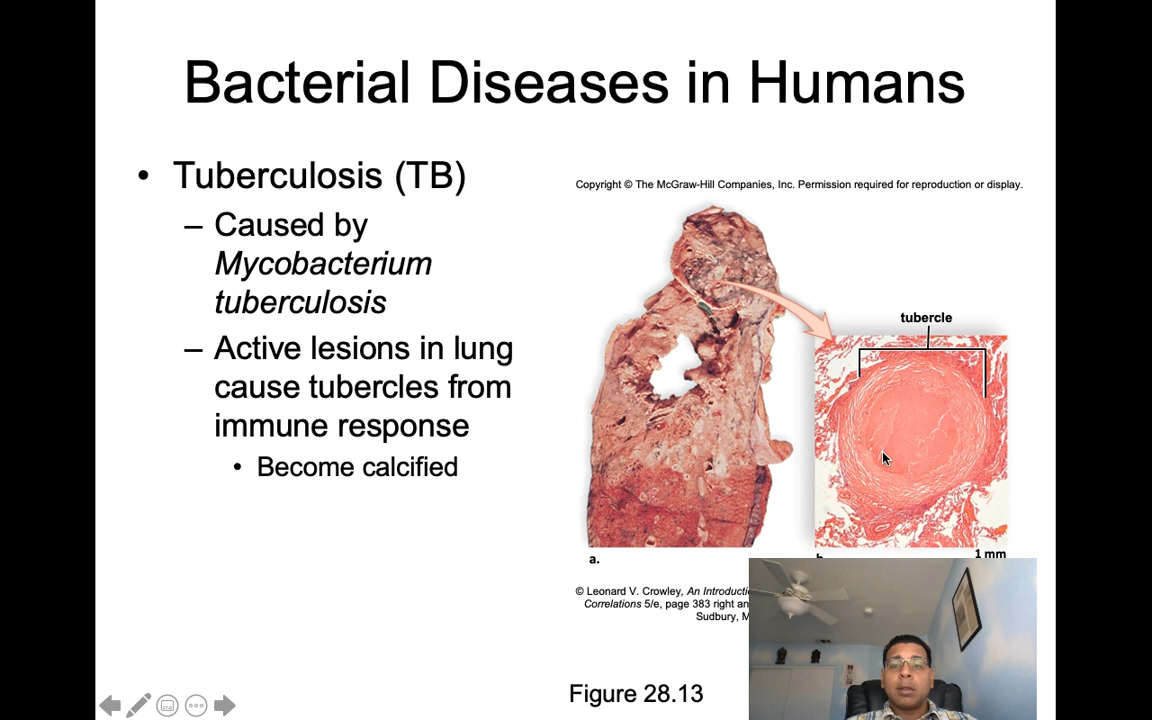 Bacterial Diseases in Humans
• Tuberculosis (TB)
– Caused by
Mycobacterium
tuberculosis
– Active lesions in lung
cause tubercles from
immune response
• Become calcified
Copyright © The McGraw-Hill Companies, Inc. Permission required for reproduction or display.
tubercle
a.
1 mm
© Leonard V. Crowley, An
Correlations 5/e, page 383 right
Sudbury,
Figure 28.13